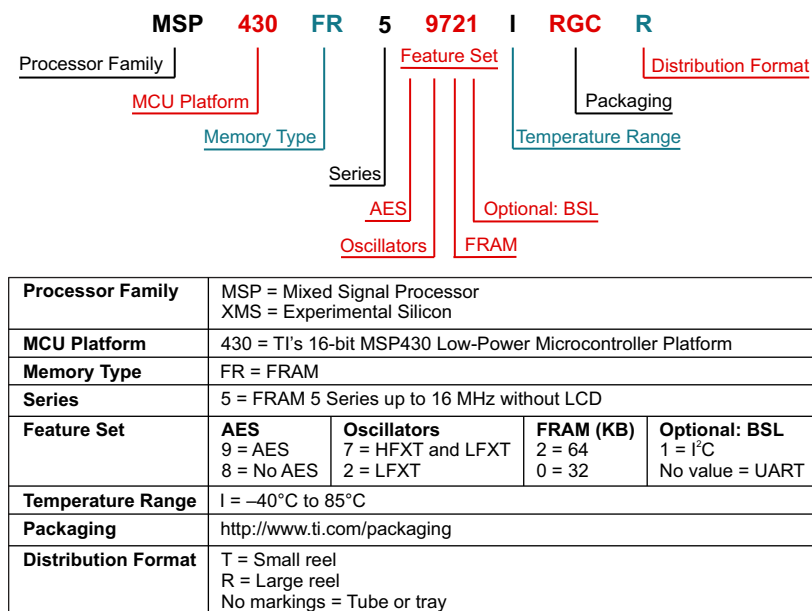 MSP 430 FR 5 9721 I RGC R
Processor Family
Feature Set
Distribution Format
MCU Platform
Packaging
Memory Type
Temperature Range
Series
AES
Optional: BSL
Oscillators
FRAM
Processor Family
MSP = Mixed Signal Processor
XMS = Experimental Silicon
MCU Platform
430 = TI's 16-bit MSP430 Low-Power Microcontroller Platform
Memory Type
FR = FRAM
Series
5 = FRAM 5 Series up to 16 MHz without LCD
Feature Set
AES
9 = AES
8 = No AES
Oscillators
7 = HFXT and LFXT
2 = LFXT
FRAM (KB)
2 = 64
0 = 32
Optional: BSL
1 = I²C
No value = UART
Temperature Range
I = –40°C to 85°C
Packaging
http://www.ti.com/packaging
Distribution Format
T = Small reel
R = Large reel
No markings = Tube or tray